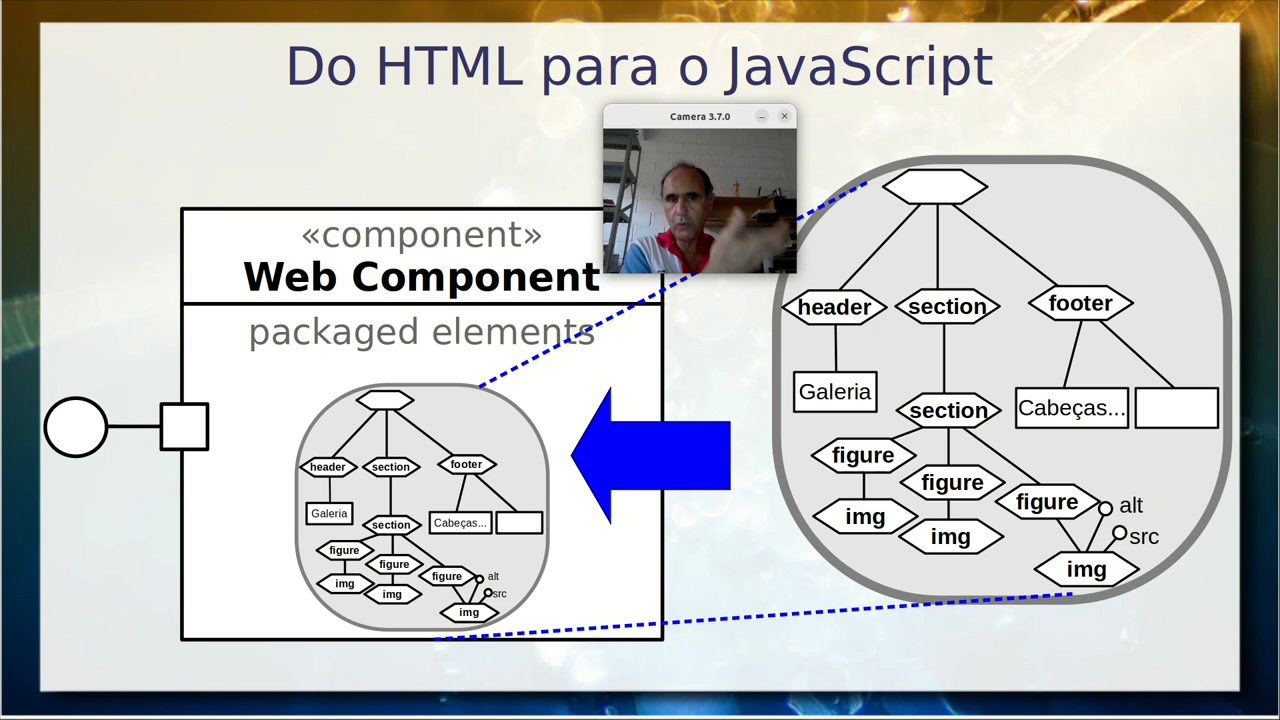 Do HTML para o JavaScript
Camera 3.7.0
«component»
Web Component
packaged elements
header
section
footer
Galeria
Cabeças...
section
figure
figure
figure
alt
src
img
img
img
header
section
footer
Galeria
Cabeças...
section
figure
figure
figure
alt
src
img
img
img